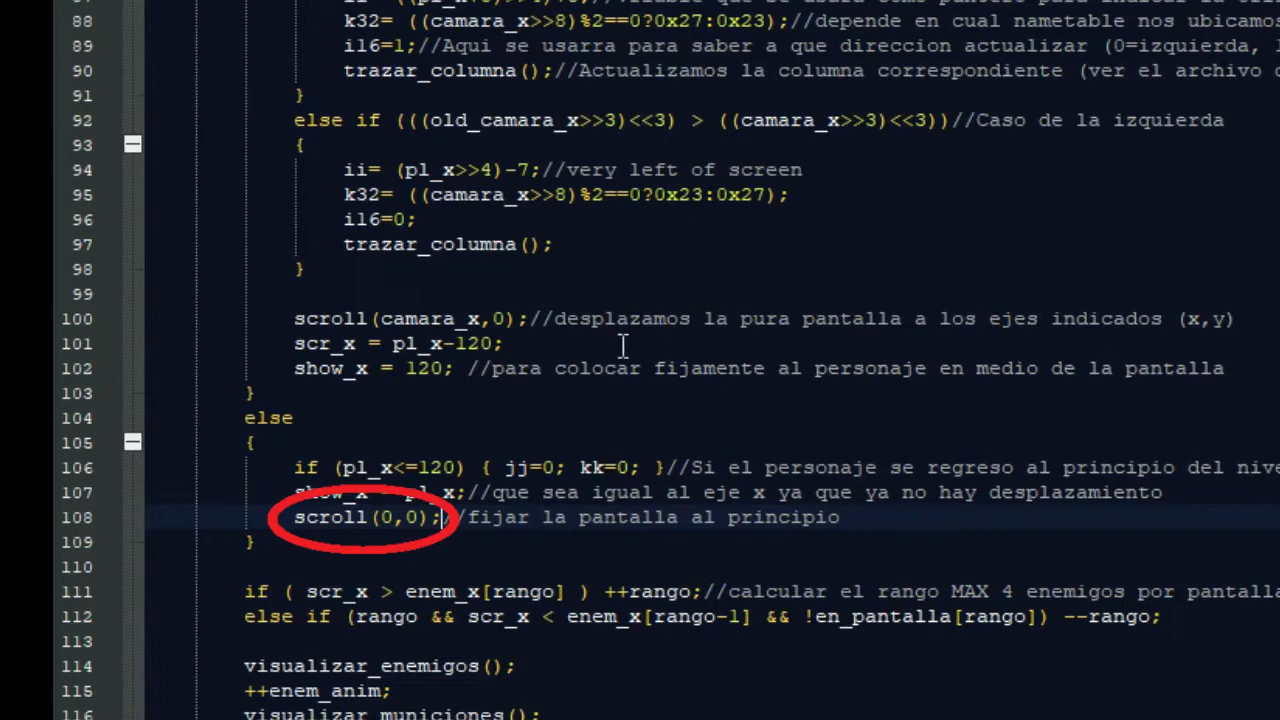 88 k32= ((camara_x>>8)%2==0?0x27:0x23);//depende en cual nametable nos ubicamos
89 i16=1;//Aqui se usarra para saber a que direccion actualizar (0=izquierda,
90 trazar_columna();//Actualizamos la columna correspondiente (ver el archivo
91 }
92 else if (((old_camara_x>>3)<<3) > ((camara_x>>3)<<3))//Caso de la izquierda
93 {
94 ii= (pl_x>>4)-7;//very left of screen
95 k32= ((camara_x>>8)%2==0?0x23:0x27);
96 i16=0;
97 trazar_columna();
98 }
99
100 scroll(camara_x,0);//desplazamos la pura pantalla a los ejes indicados (x,y)
101 scr_x = pl_x-120;
102 show_x = 120; //para colocar fijamente al personaje en medio de la pantalla
103 }
104 else
105 {
106 if (pl_x<=120) { jj=0; kk=0; }//Si el personaje se regreso al principio del nive
107 show_x = pl_x;//que sea igual al eje x ya que ya no hay desplazamiento
108 scroll(0,0);//fijar la pantalla al principio
109 }
110
111 if ( scr_x > enem_x[rango] ) ++rango;//calcular el rango MAX 4 enemigos por pantalla
112 else if (rango && scr_x < enem_x[rango-1] && !en_pantalla[rango]) --rango;
113
114 visualizar_enemigos();
115 ++enem_anim;
116 visualizar_municiones();